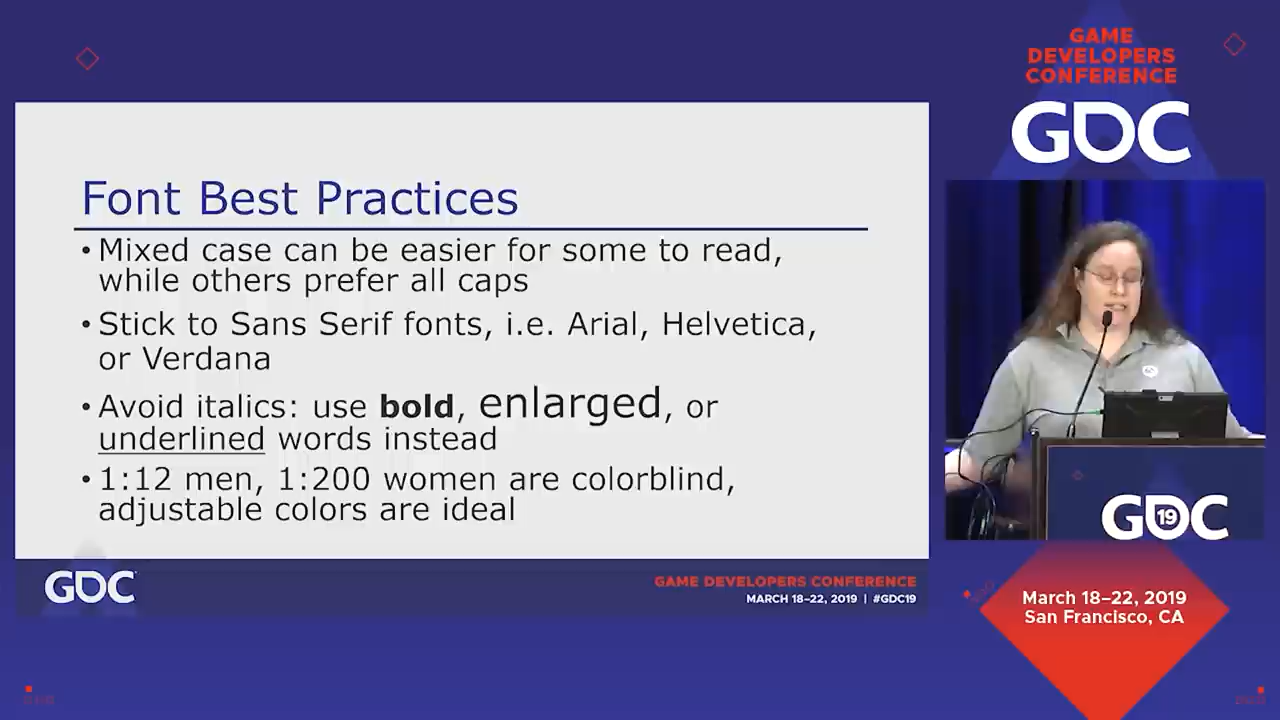 GAME
DEVELOPERS
CONFERENCE
GDC
Font Best Practices
• Mixed case can be easier for some to read,
while others prefer all caps
• Stick to Sans Serif fonts, i.e. Arial, Helvetica,
or Verdana
• Avoid italics: use bold, enlarged, or
underlined words instead
• 1:12 men, 1:200 women are colorblind,
adjustable colors are ideal
GDC
GAME DEVELOPERS CONFERENCE
MARCH 18–22, 2019 | #GDC19
GDC 19
March 18–22, 2019
San Francisco, CA